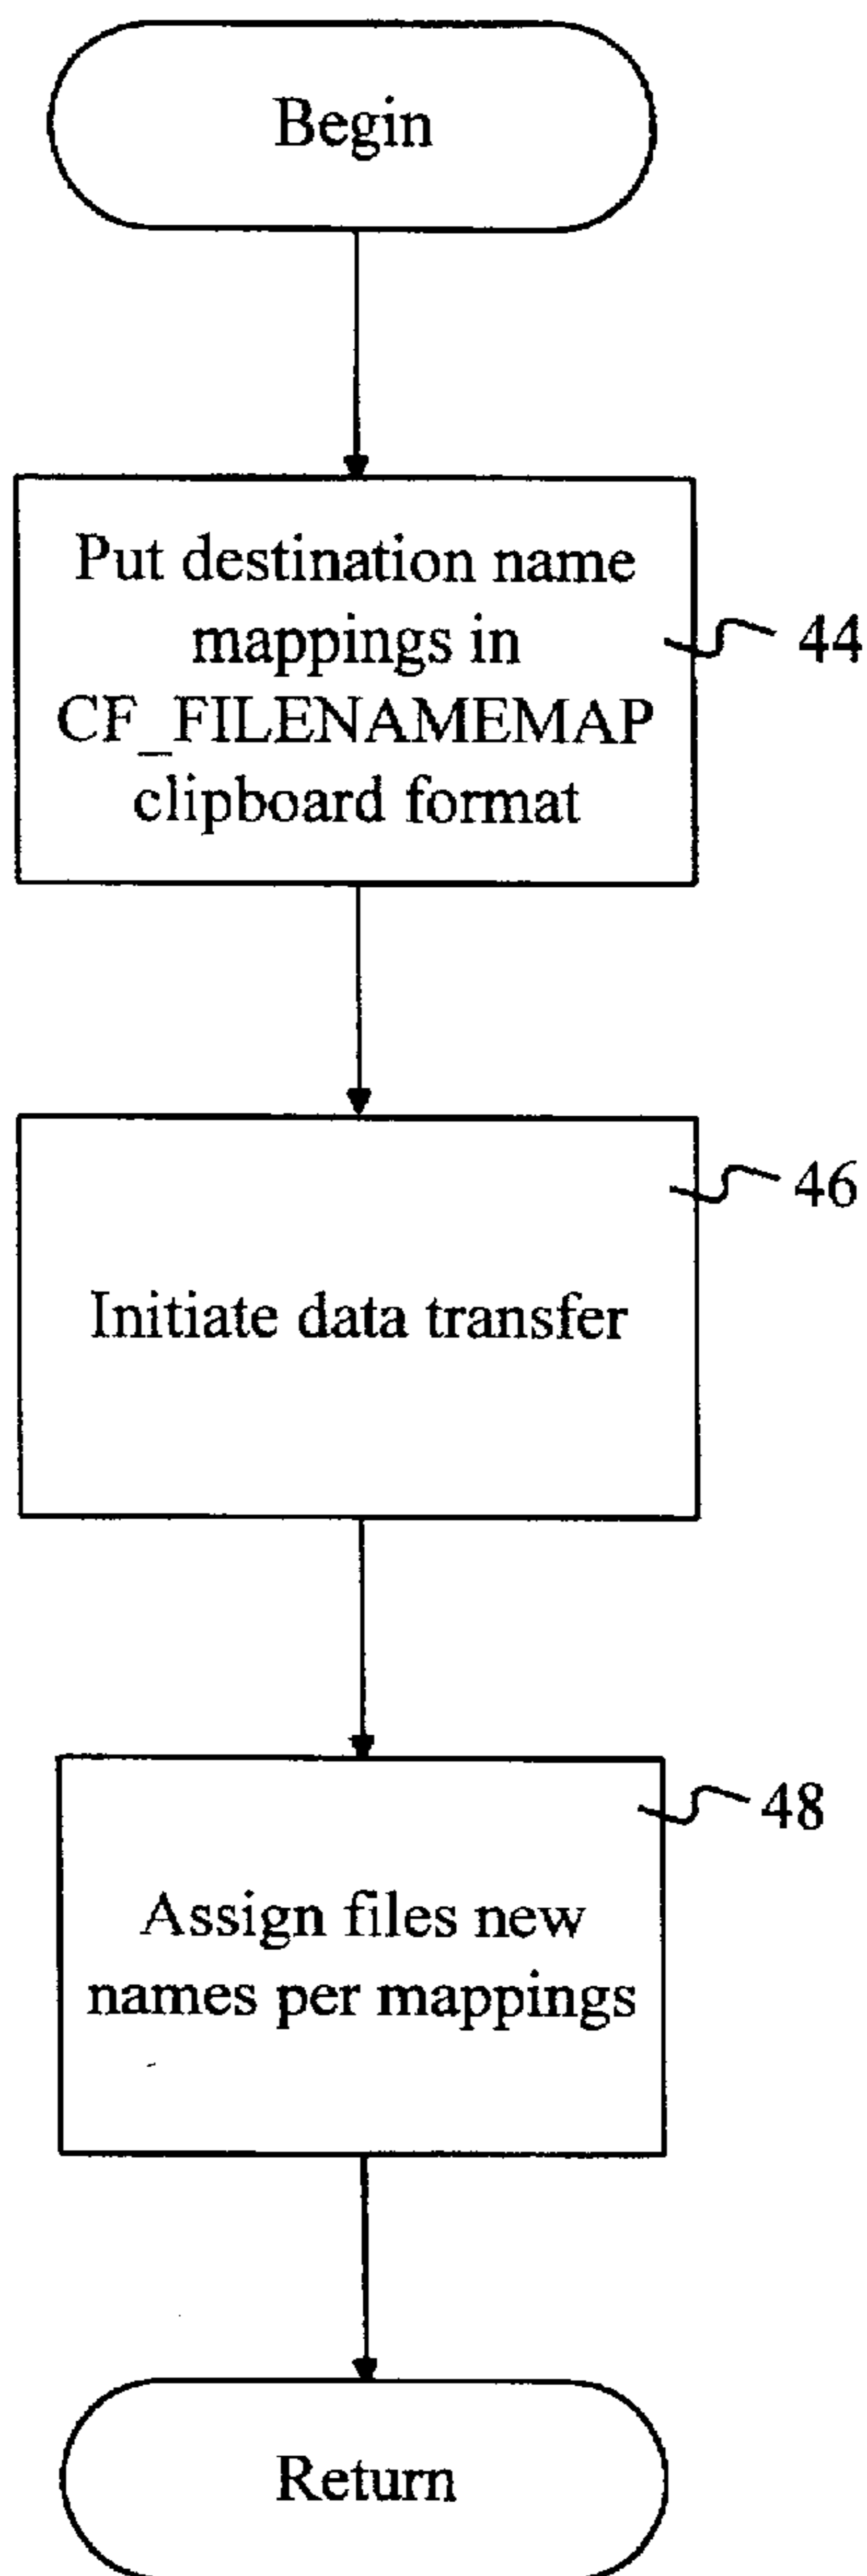 Begin
Put destination name
mappings in
CF_FILENAMEMAP
clipboard format
44
46
Initiate data transfer
48
Assign files new
names per mappings
Return